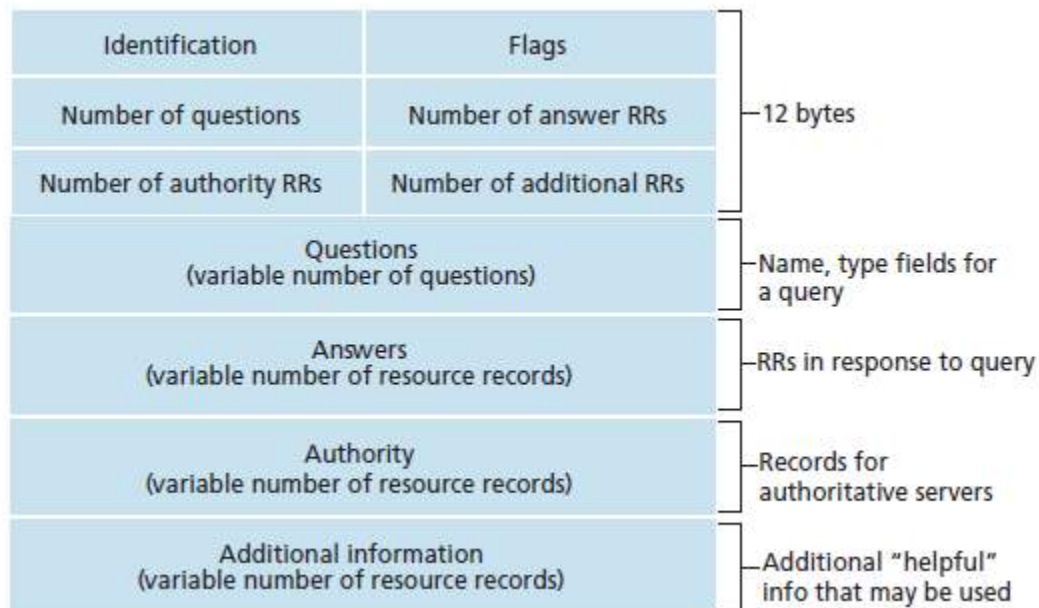 Identification
Flags
Number of questions
Number of answer RRs
12 bytes
Number of authority RRs
Number of additional RRs
Questions
(variable number of questions)
Name, type fields for
a query
Answers
(variable number of resource records)
RRs in response to query
Authority
(variable number of resource records)
Records for
authoritative servers
Additional information
(variable number of resource records)
Additional "helpful"
info that may be used